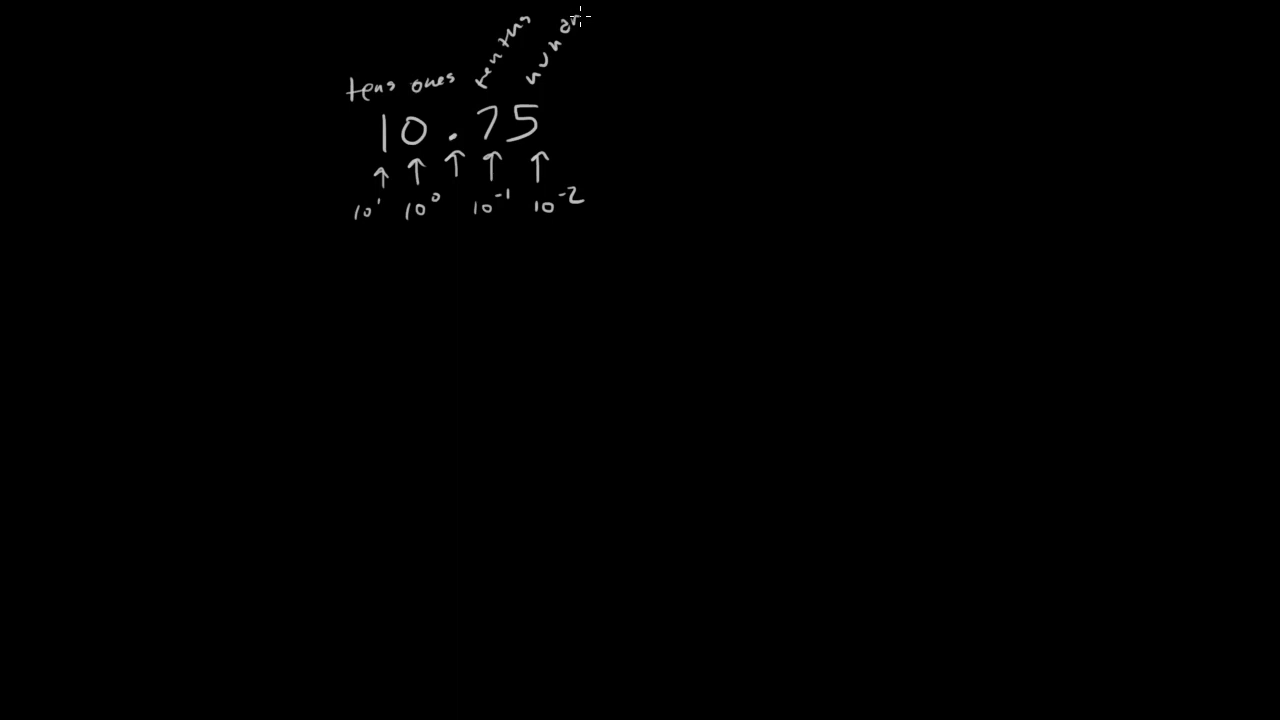 tens ones tenths
10.75
↑ ↑ ↑ ↑ ↑
10¹ 10⁰ 10⁻¹ 10⁻²